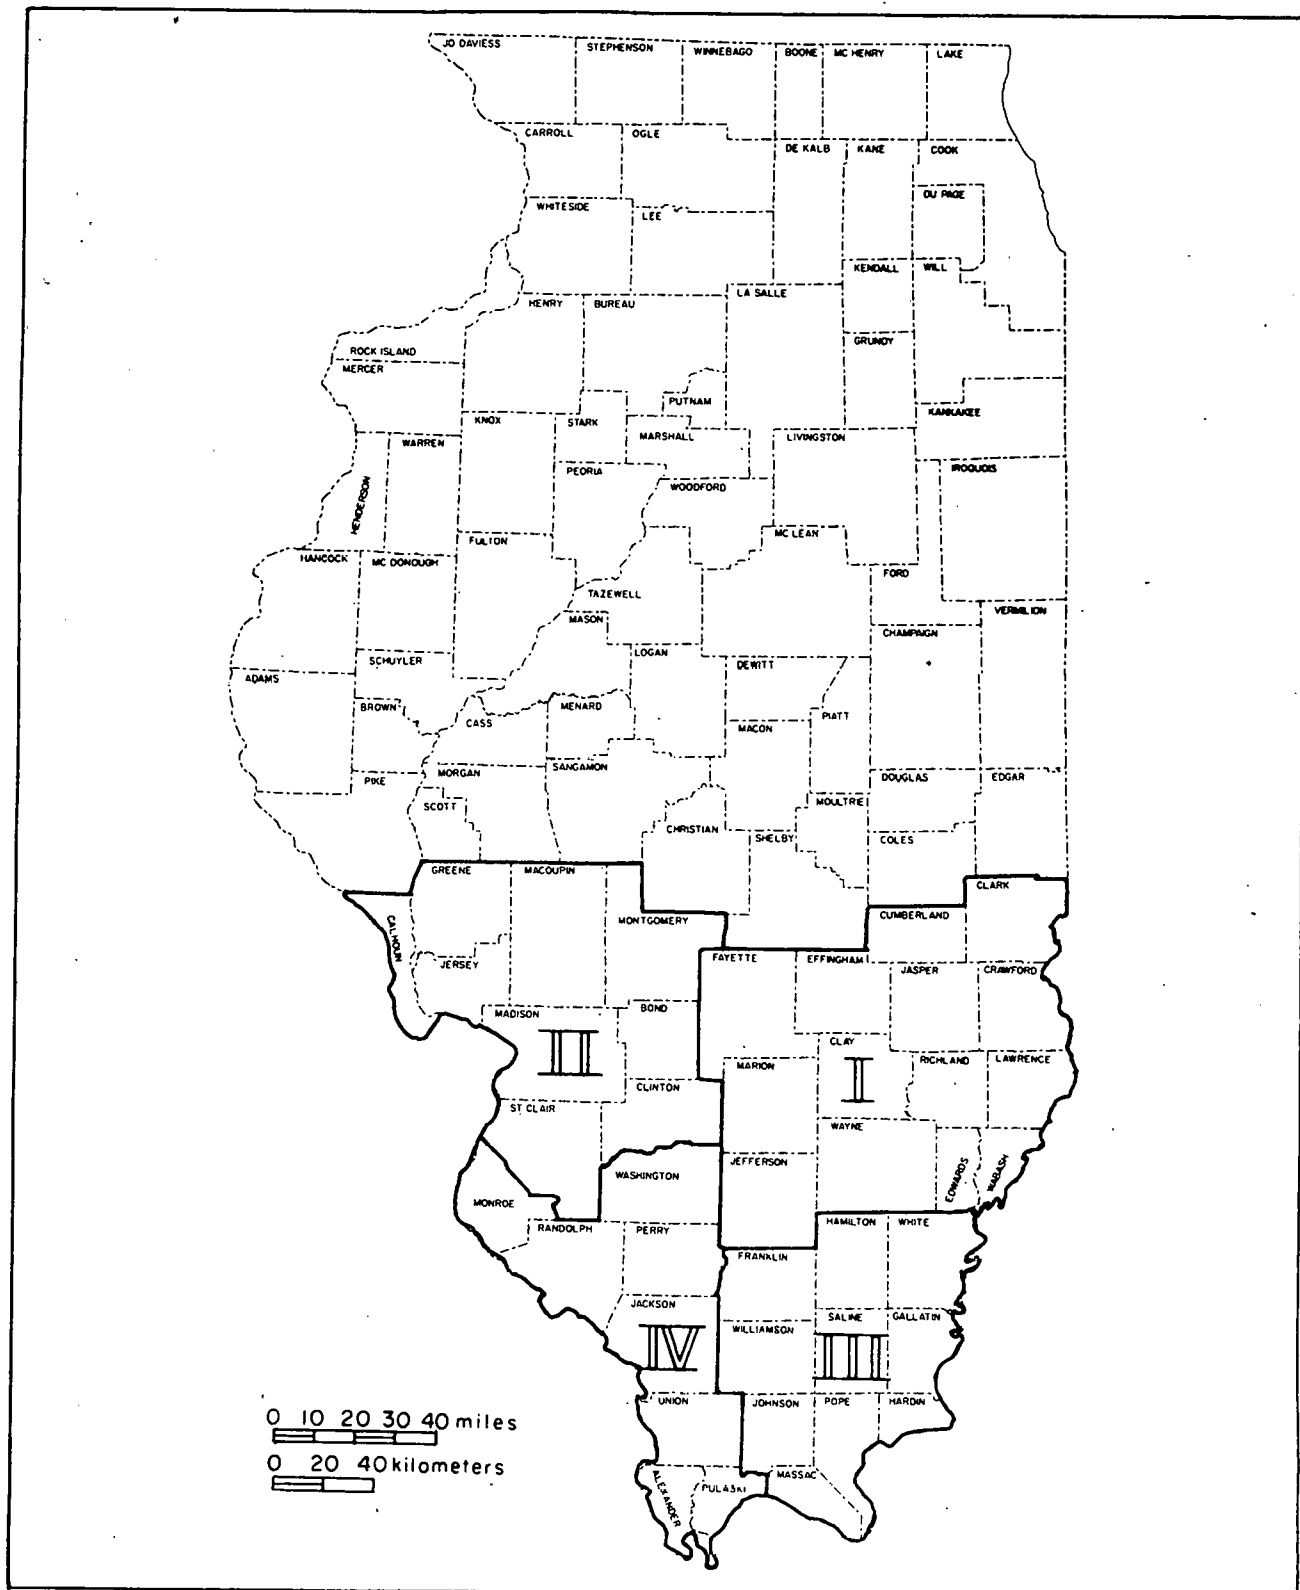 JO DAVIESS
STEPHENSON
WINNEBAGO
BOONE
MC HENRY
LAKE
CARROLL
OGLE
DE KALB
KANE
COOK
DU PAGE
WHITESIDE
LEE
KENDALL
WILL
HENRY
BUREAU
LA SALLE
ROCK ISLAND
MERCER
GRUNDY
PUTNAM
KNOX
STARK
KANKAKEE
WARREN
MARSHALL
LIVINGSTON
PEORIA
IROQUOIS
HENDERSON
WOODFORD
FULTON
MC LEAN
HANCOCK
MC DONOUGH
FORD
TAZEWELL
MASON
VERMILION
CHAMPAIGN
SCHUYLER
LOGAN
DEWITT
ADAMS
BROWN
CASS
MENARD
PIATT
MACON
PIKE
MORGAN
SANGAMON
DOUGLAS
EDGAR
SCOTT
MOULTRIE
CHRISTIAN
SHELBY
COLES
GREENE
MACOUPIN
CLARK
CALHOUN
MONTGOMERY
CUMBERLAND
JERSEY
FAYETTE
EFFINGHAM
JASPER
CRAWFORD
MADISON
BOND
II
CLAY
MARION
I
RICHLAND
LAWRENCE
CLINTON
ST CLAIR
WAYNE
JEFFERSON
EDWARDS
WABASH
WASHINGTON
MONROE
RANDOLPH
PERRY
HAMILTON
WHITE
FRANKLIN
JACKSON
SALINE
GALLATIN
WILLIAMSON
IV
III
UNION
JOHNSON
POPE
HARDIN
0 10 20 30 40 miles
0 20 40 kilometers
ALEXANDER
PULASKI
MASSAC